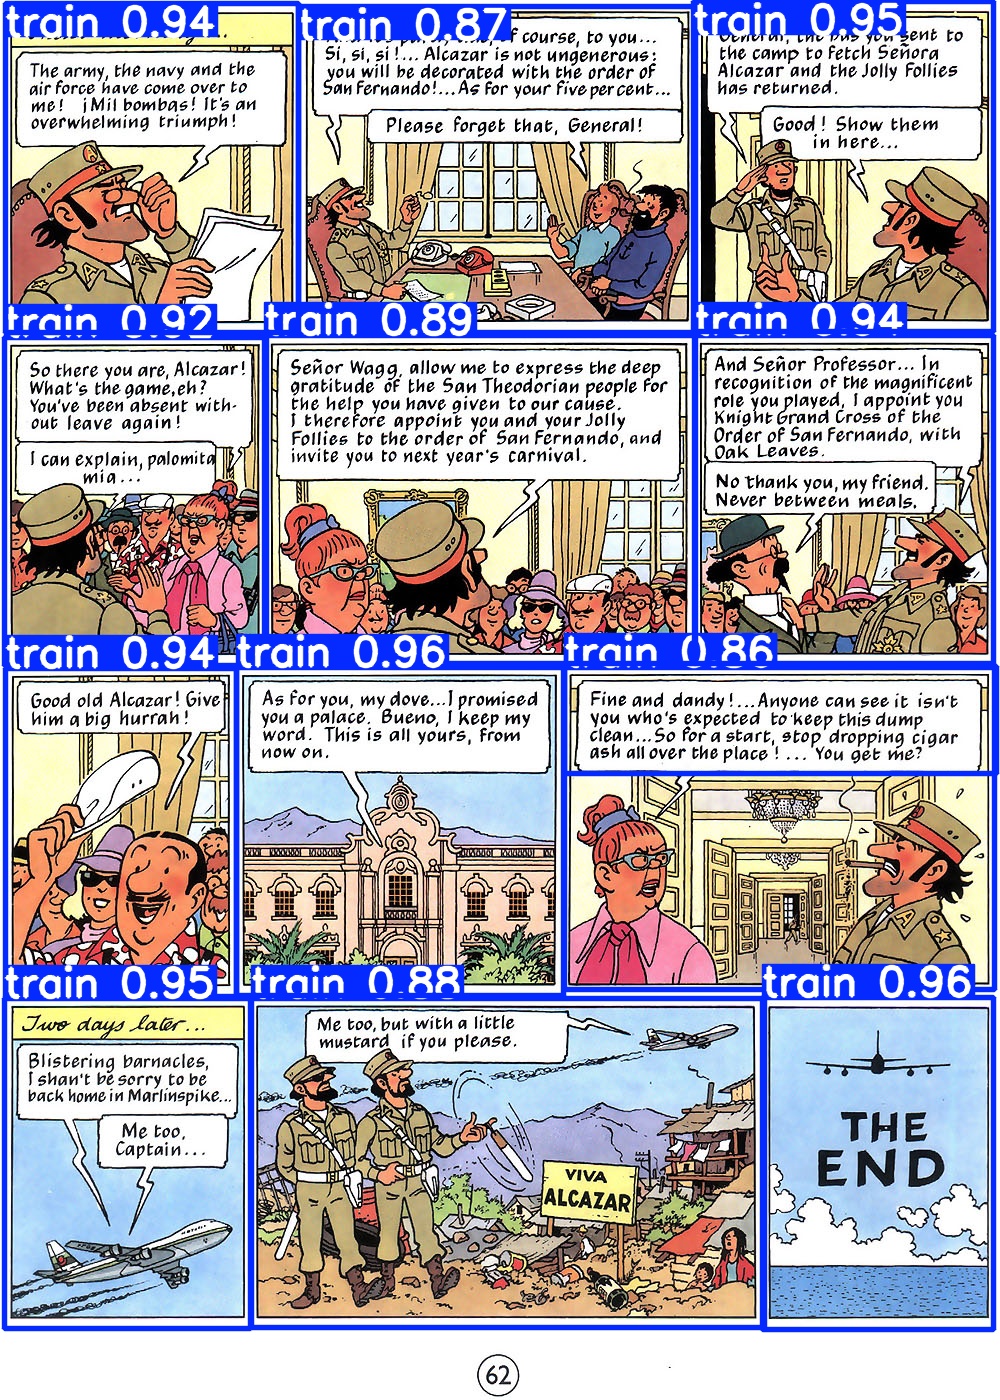 train 0.94
The army, the navy and the
air force have come over to
me! ¡Mil bombas! It's an
overwhelming triumph!
train 0.87
of course, to you...
Si, si, si!... Alcazar is not ungenerous:
you will be decorated with the order of
San Fernando!... As for your five per cent...
Please forget that, General!
train 0.95
General, the bus you sent to
the camp to fetch Señora
Alcazar and the Jolly Follies
has returned.
Good! Show them
in here...
train 0.92
So there you are, Alcazar!
What's the game, eh?
You've been absent with-
out leave again!
I can explain, palomita
mia...
train 0.89
Señor Wagg, allow me to express the deep
gratitude of the San Theodorian people for
the help you have given to our cause.
I therefore appoint you and your Jolly
Follies to the order of San Fernando, and
invite you to next year's carnival.
train 0.94
And Señor Professor... In
recognition of the magnificent
role you played, I appoint you
Knight Grand Cross of the
Order of San Fernando, with
Oak Leaves.
No thank you, my friend.
Never between meals.
train 0.94
Good old Alcazar! Give
him a big hurrah!
train 0.96
As for you, my dove...I promised
you a palace. Bueno, I keep my
word. This is all yours, from
now on.
train 0.86
Fine and dandy!...Anyone can see it isn't
you who's expected to keep this dump
clean...So for a start, stop dropping cigar
ash all over the place!... You get me?
train 0.95
Two days later...
Blistering barnacles,
I shan't be sorry to be
back home in Marlinspike...
Me too,
Captain...
train 0.88
Me too, but with a little
mustard if you please.
VIVA
ALCAZAR
train 0.96
THE
END
62